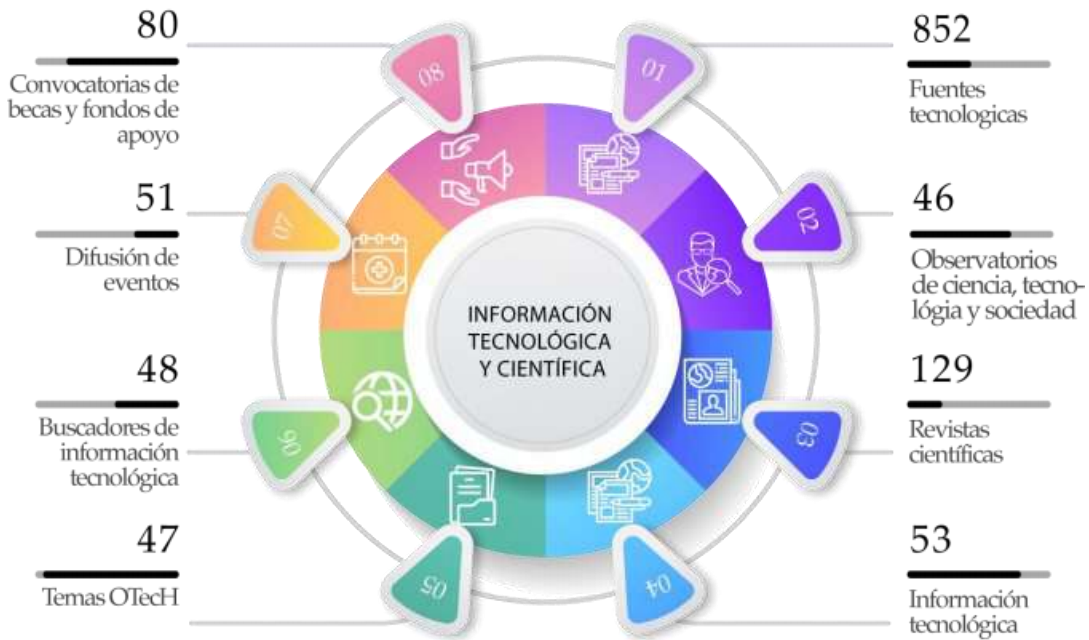 80
Convocatorias de
becas y fondos de
apoyo
51
Difusión de
eventos
48
Buscadores de
información
tecnológica
47
Temas OTecH
08
07
06
05
INFORMACIÓN
TECNOLÓGICA
Y CIENTÍFICA
01
02
03
04
852
Fuentes
tecnologicas
46
Observatorios
de ciencia, tecno-
lógia y sociedad
129
Revistas
científicas
53
Información
tecnológica